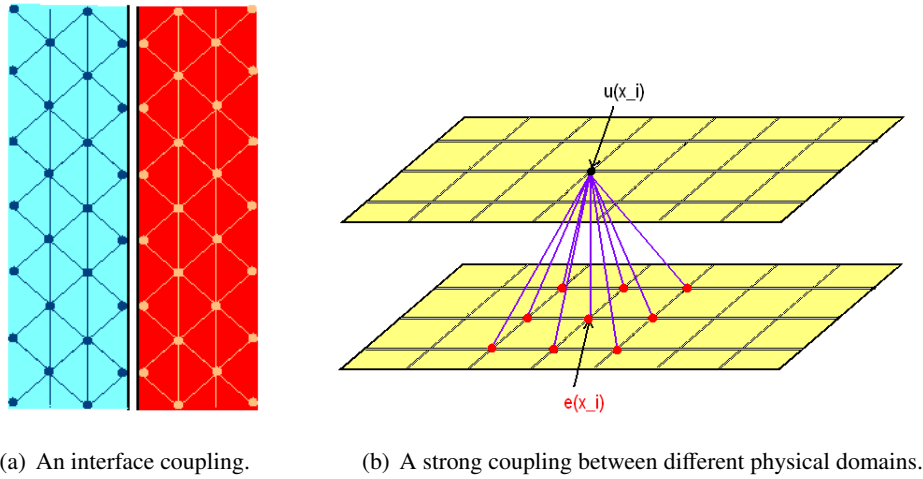 u(x_i)
e(x_i)
(a) An interface coupling.
(b) A strong coupling between different physical domains.